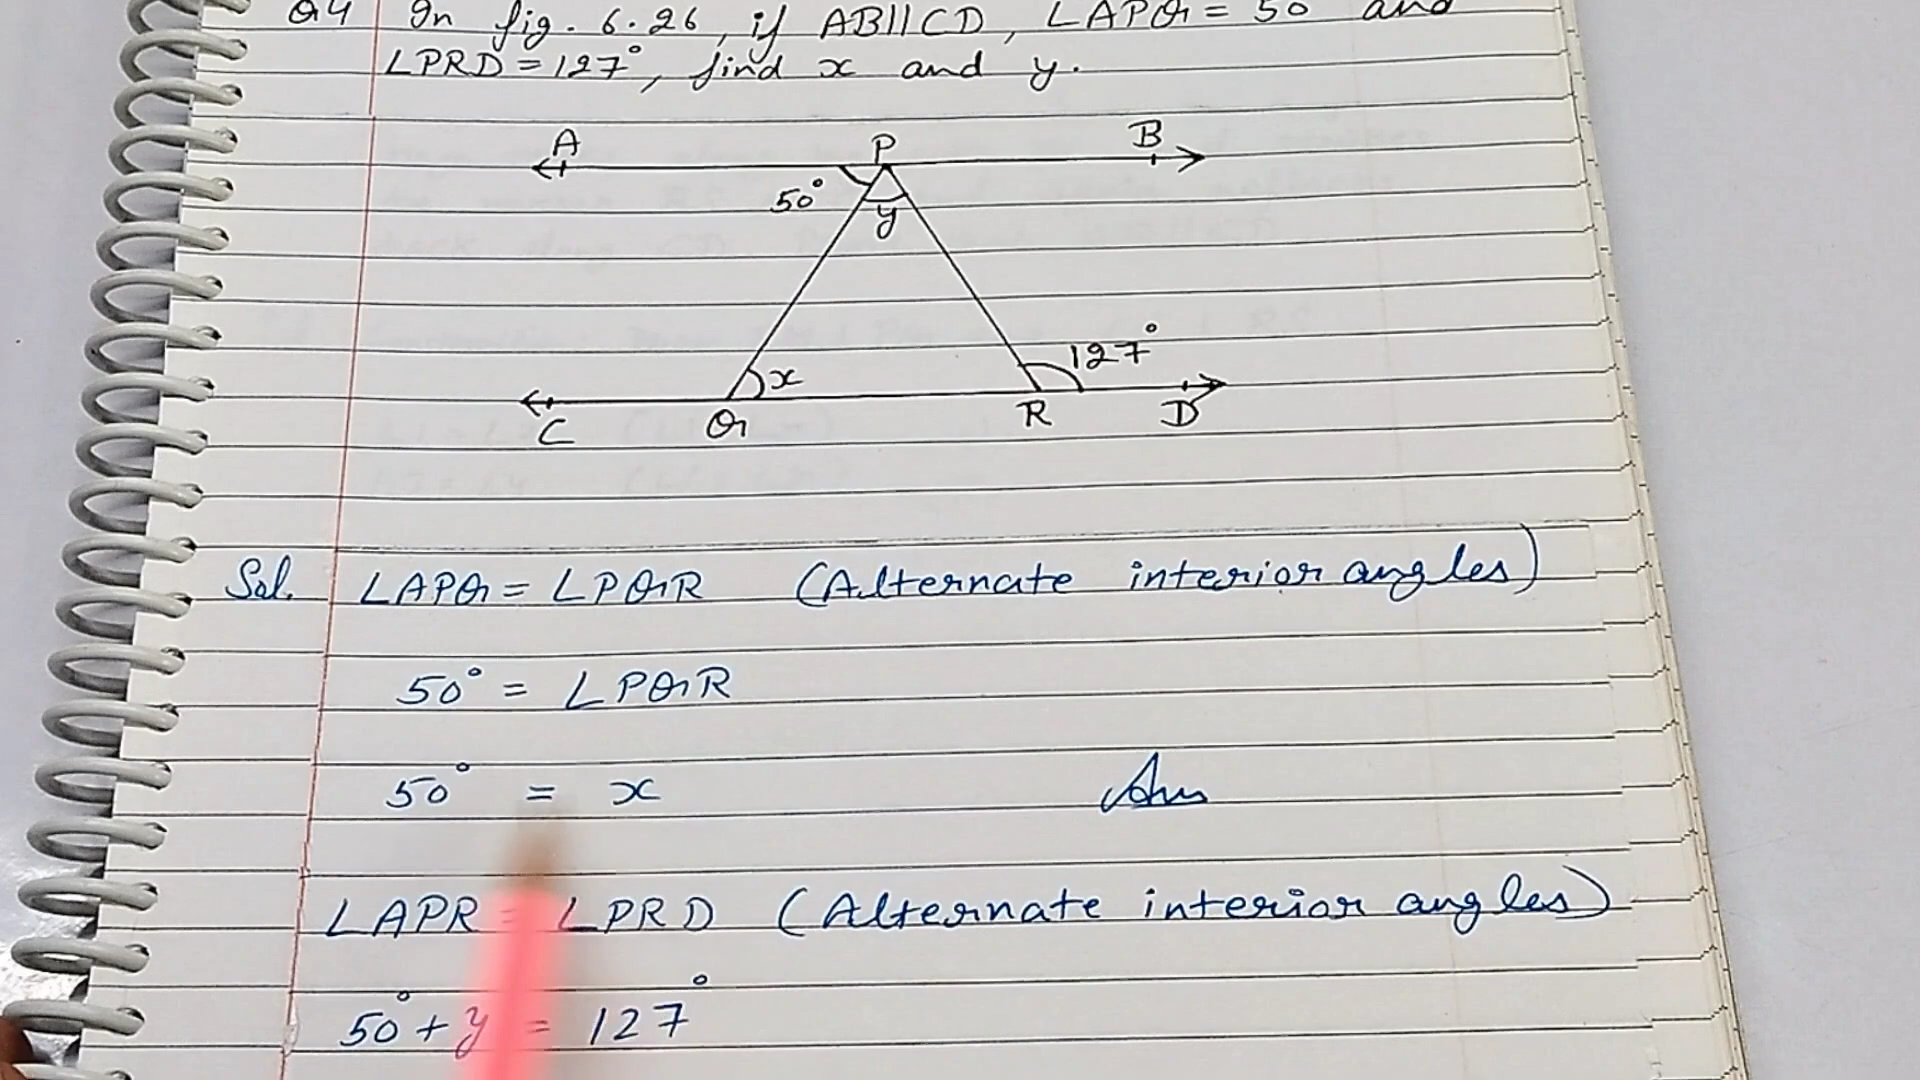 Q4 In fig. 6.26, if AB||CD, ∠APQ = 50° and
∠PRD = 127°, find x and y.
A P B
50° y
x 127°
C Q R D
Sol. ∠APQ = ∠PQR (Alternate interior angles)
50° = ∠PQR
50° = x Ans
∠APR = ∠PRD (Alternate interior angles)
50° + y = 127°